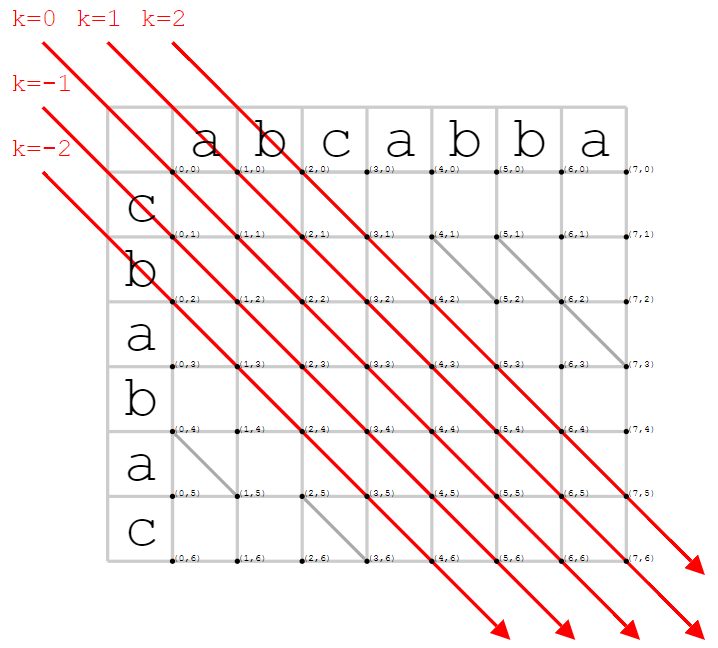 k=0 k=1 k=2
k=-1
a b c a b b a
k=-2
(0,0) (1,0) (2,0) (3,0) (4,0) (5,0) (6,0) (7,0)
c
(0,1) (1,1) (2,1) (3,1) (4,1) (5,1) (6,1) (7,1)
b
(0,2) (1,2) (2,2) (3,2) (4,2) (5,2) (6,2) (7,2)
a
(0,3) (1,3) (2,3) (3,3) (4,3) (5,3) (6,3) (7,3)
b
(0,4) (1,4) (2,4) (3,4) (4,4) (5,4) (6,4) (7,4)
a
(0,5) (1,5) (2,5) (3,5) (4,5) (5,5) (6,5) (7,5)
c
(0,6) (1,6) (2,6) (3,6) (4,6) (5,6) (6,6) (7,6)